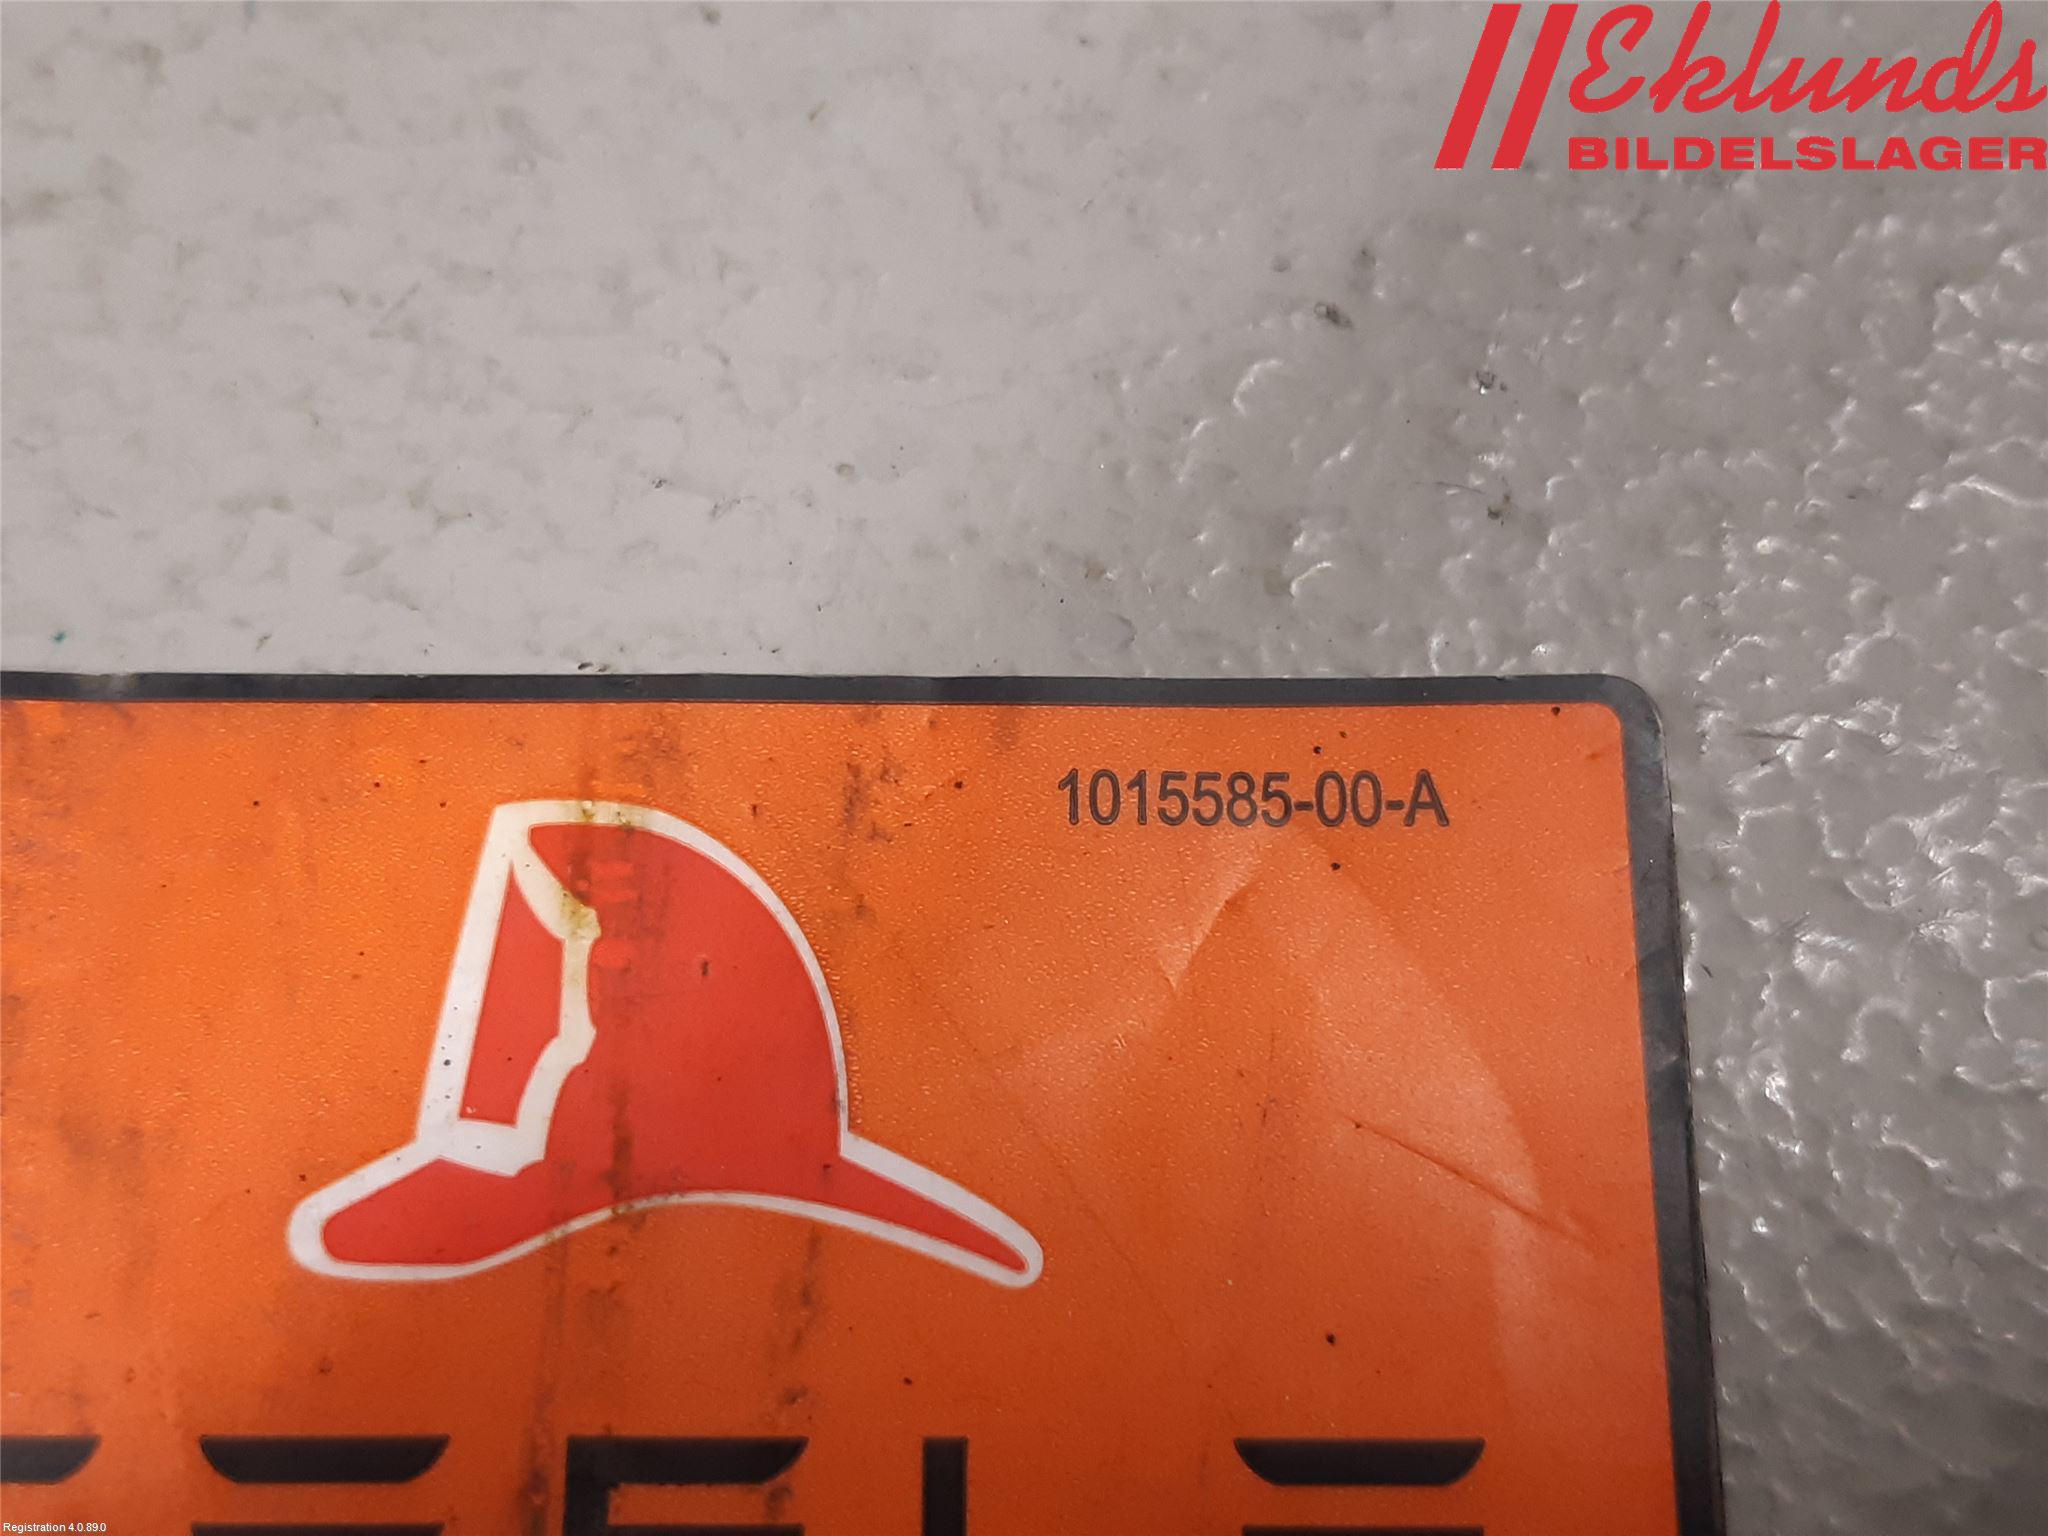 Eklunds
BILDELSLAGER
1015585-00-A
Registration 4.0.89.0